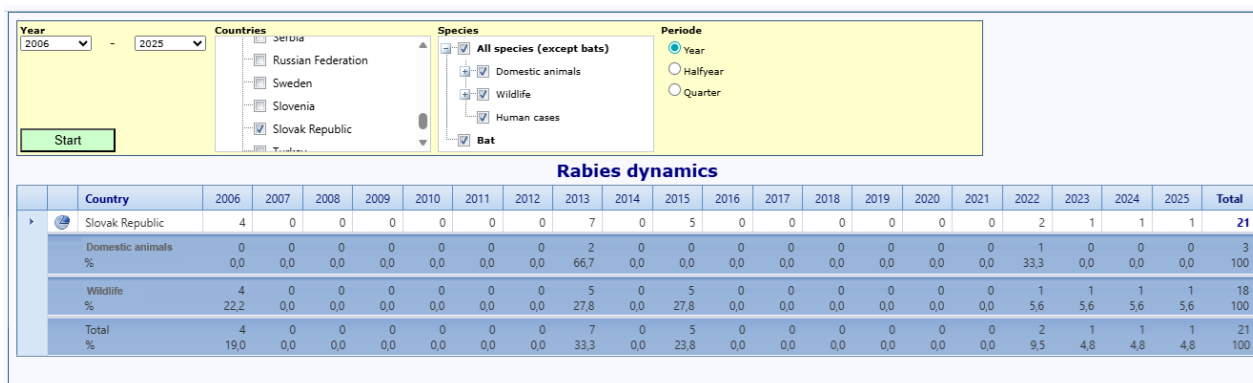 Year
2006 - 2025
Start
Countries
Serbia
Russian Federation
Sweden
Slovenia
Slovak Republic
Turkey
Species
All species (except bats)
Domestic animals
Wildlife
Human cases
Bat
Periode
Year
Halfyear
Quarter
Rabies dynamics
Country 2006 2007 2008 2009 2010 2011 2012 2013 2014 2015 2016 2017 2018 2019 2020 2021 2022 2023 2024 2025 Total
Slovak Republic 4 0 0 0 0 0 0 7 0 5 0 0 0 0 0 0 2 1 1 1 21
Domestic animals 0 0 0 0 0 0 0 2 0 0 0 0 0 0 0 0 1 0 0 0 3
% 0,0 0,0 0,0 0,0 0,0 0,0 0,0 66,7 0,0 0,0 0,0 0,0 0,0 0,0 0,0 0,0 33,3 0,0 0,0 0,0 100
Wildlife 4 0 0 0 0 0 0 5 0 5 0 0 0 0 0 0 1 1 1 1 18
% 22,2 0,0 0,0 0,0 0,0 0,0 0,0 27,8 0,0 27,8 0,0 0,0 0,0 0,0 0,0 0,0 5,6 5,6 5,6 5,6 100
Total 4 0 0 0 0 0 0 7 0 5 0 0 0 0 0 0 2 1 1 1 21
% 19,0 0,0 0,0 0,0 0,0 0,0 0,0 33,3 0,0 23,8 0,0 0,0 0,0 0,0 0,0 0,0 9,5 4,8 4,8 4,8 100